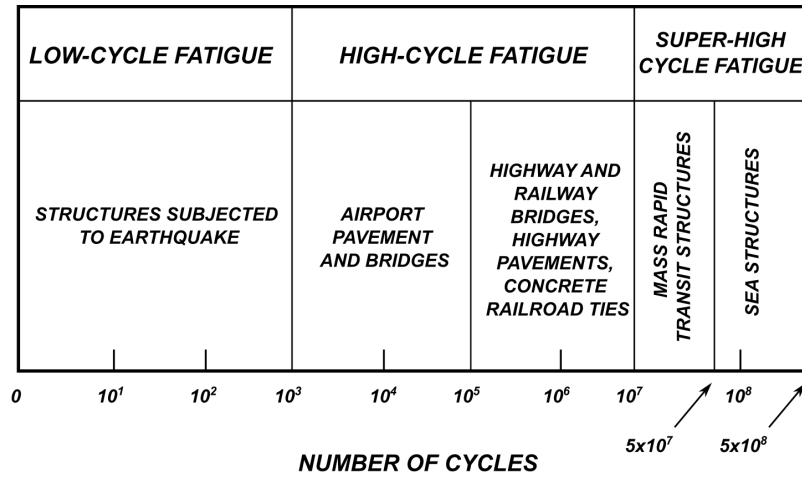 LOW-CYCLE FATIGUE
HIGH-CYCLE FATIGUE
SUPER-HIGH
CYCLE FATIGUE
STRUCTURES SUBJECTED
TO EARTHQUAKE
AIRPORT
PAVEMENT
AND BRIDGES
HIGHWAY AND
RAILWAY
BRIDGES,
HIGHWAY
PAVEMENTS,
CONCRETE
RAILROAD TIES
MASS RAPID
TRANSIT STRUCTURES
SEA STRUCTURES
0 10¹ 10² 10³ 10⁴ 10⁵ 10⁶ 10⁷ 10⁸
5x10⁷ 5x10⁸
NUMBER OF CYCLES